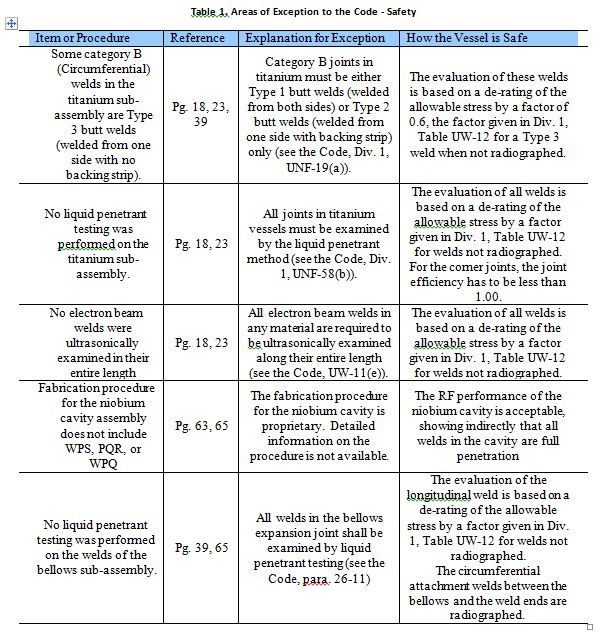 Table 1. Areas of Exception to the Code - Safety
Item or Procedure
Reference
Explanation for Exception
How the Vessel is Safe
Some category B
(Circumferential)
welds in the
titanium sub-
assembly are Type
3 butt welds
(welded from one
side with no
backing strip).
Pg. 18, 23,
39
Category B joints in
titanium must be either
Type 1 butt welds (welded
from both sides) or Type 2
butt welds (welded from
one side with backing strip)
only (see the Code, Div. 1,
UNF-19(a)).
The evaluation of these welds
is based on a de-rating of the
allowable stress by a factor of
0.6, the factor given in Div. 1,
Table UW-12 for a Type 3
weld when not radiographed.
No liquid penetrant
testing was
performed on the
titanium sub-
assembly.
Pg. 18, 23
All joints in titanium
vessels must be examined
by the liquid penetrant
method (see the Code, Div.
1, UNF-58(b)).
The evaluation of all welds is
based on a de-rating of the
allowable stress by a factor
given in Div. 1, Table UW-12
for welds not radiographed.
For the corner joints, the joint
efficiency has to be less than
1.00.
No electron beam
welds were
ultrasonically
examined in their
entire length
Pg. 18, 23
All electron beam welds in
any material are required to
be ultrasonically examined
along their entire length
(see the Code, UW-11(e)).
The evaluation of all welds is
based on a de-rating of the
allowable stress by a factor
given in Div. 1, Table UW-12
for welds not radiographed.
Fabrication procedure
for the niobium
cavity assembly
does not include
WPS, PQR, or
WPQ
Pg. 63, 65
The fabrication procedure
for the niobium cavity is
proprietary. Detailed
information on the
procedure is not available.
The RF performance of the
niobium cavity is acceptable,
showing indirectly that all
welds in the cavity are full
penetration
No liquid penetrant
testing was performed
on the welds of the
bellows sub-assembly.
Pg. 39, 65
All welds in the bellows
expansion joint shall be
examined by liquid
penetrant testing (see the
Code, para. 26-11)
The evaluation of the
longitudinal weld is based on a
de-rating of the allowable
stress by a factor given in Div.
1, Table UW-12 for welds not
radiographed.
The circumferential
attachment welds between the
bellows and the weld ends are
radiographed.